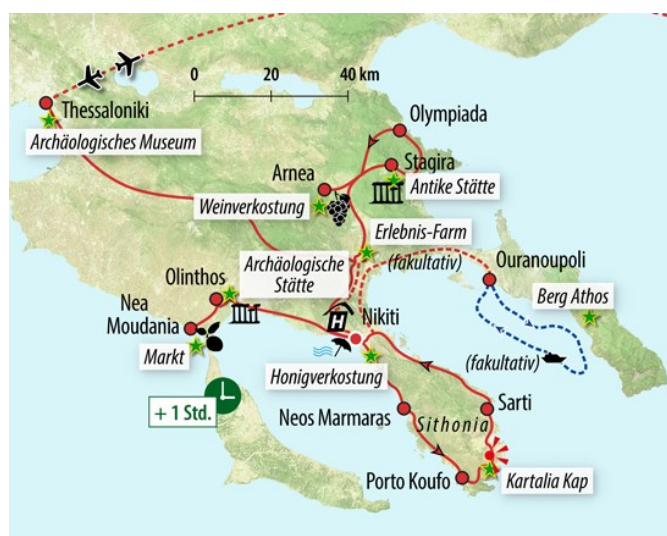 0 20 40 km
Thessaloniki
Archäologisches Museum
Olympiada
Stagira
Antike Stätte
Arnea
Weinverkostung
Erlebnis-Farm
(fakultativ)
Archäologische
Stätte
Ouranoupoli
Berg Athos
Olinthos
Nea
Moudania
H
Nikiti
Markt
(fakultativ)
Honigverkostung
+ 1 Std.
Neos Marmaras
Sithonia
Sarti
Porto Koufo
Kartalia Kap